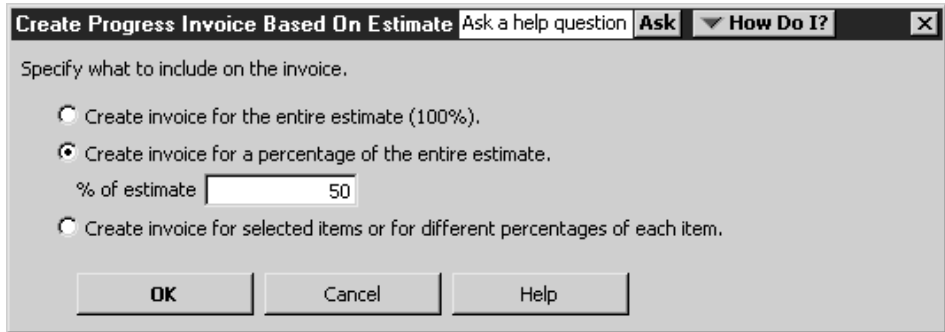 Create Progress Invoice Based On Estimate Ask a help question Ask How Do I?
Specify what to include on the invoice.
Create invoice for the entire estimate (100%).
Create invoice for a percentage of the entire estimate.
% of estimate 50
Create invoice for selected items or for different percentages of each item.
OK Cancel Help